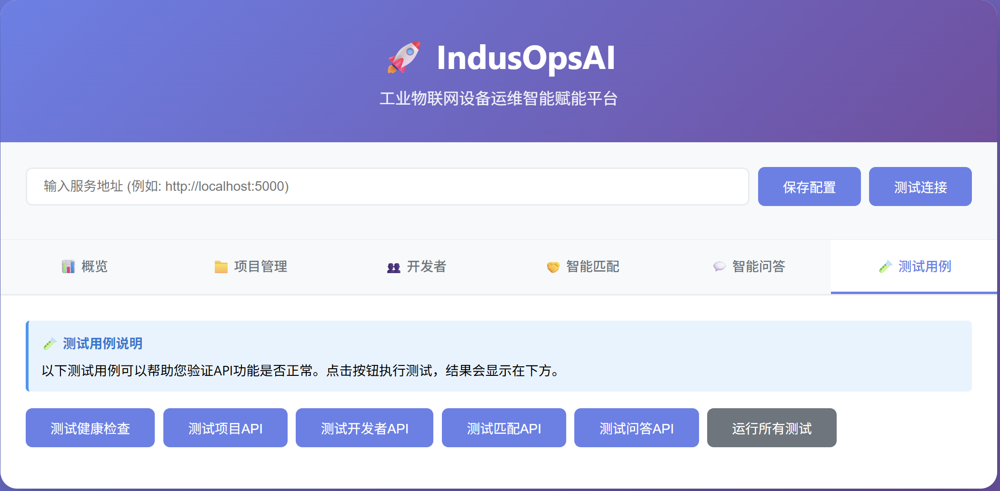 IndusOpsAI
工业物联网设备运维智能赋能平台
输入服务地址 (例如: http://localhost:5000)
保存配置
测试连接
概览
项目管理
开发者
智能匹配
智能问答
测试用例
测试用例说明
以下测试用例可以帮助您验证API功能是否正常。点击按钮执行测试，结果会显示在下方。
测试健康检查
测试项目API
测试开发者API
测试匹配API
测试问答API
运行所有测试